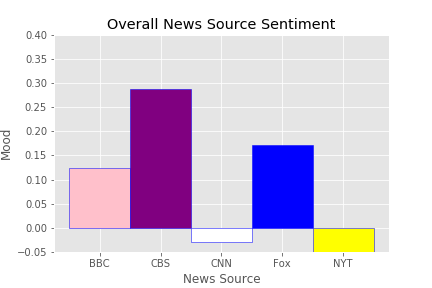 Overall News Source Sentiment
0.40
0.35
0.30
0.25
0.20
0.15
0.10
0.05
0.00
−0.05
Mood
BBC CBS CNN Fox NYT
News Source